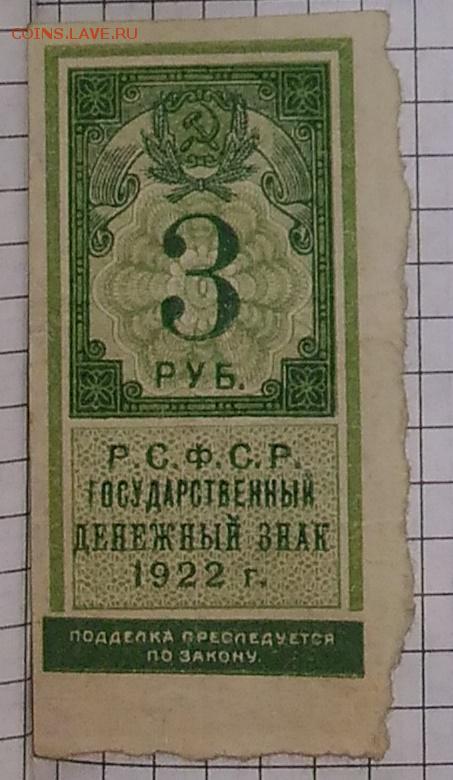 COINS.LAVE.RU
3
РУБ.
Р.С.Ф.С.Р.
ГОСУДАРСТВЕННЫЙ
ДЕНЕЖНЫЙ ЗНАК
1922 г.
ПОДДЕЛКА ПРЕСЛЕДУЕТСЯ
ПО ЗАКОНУ.